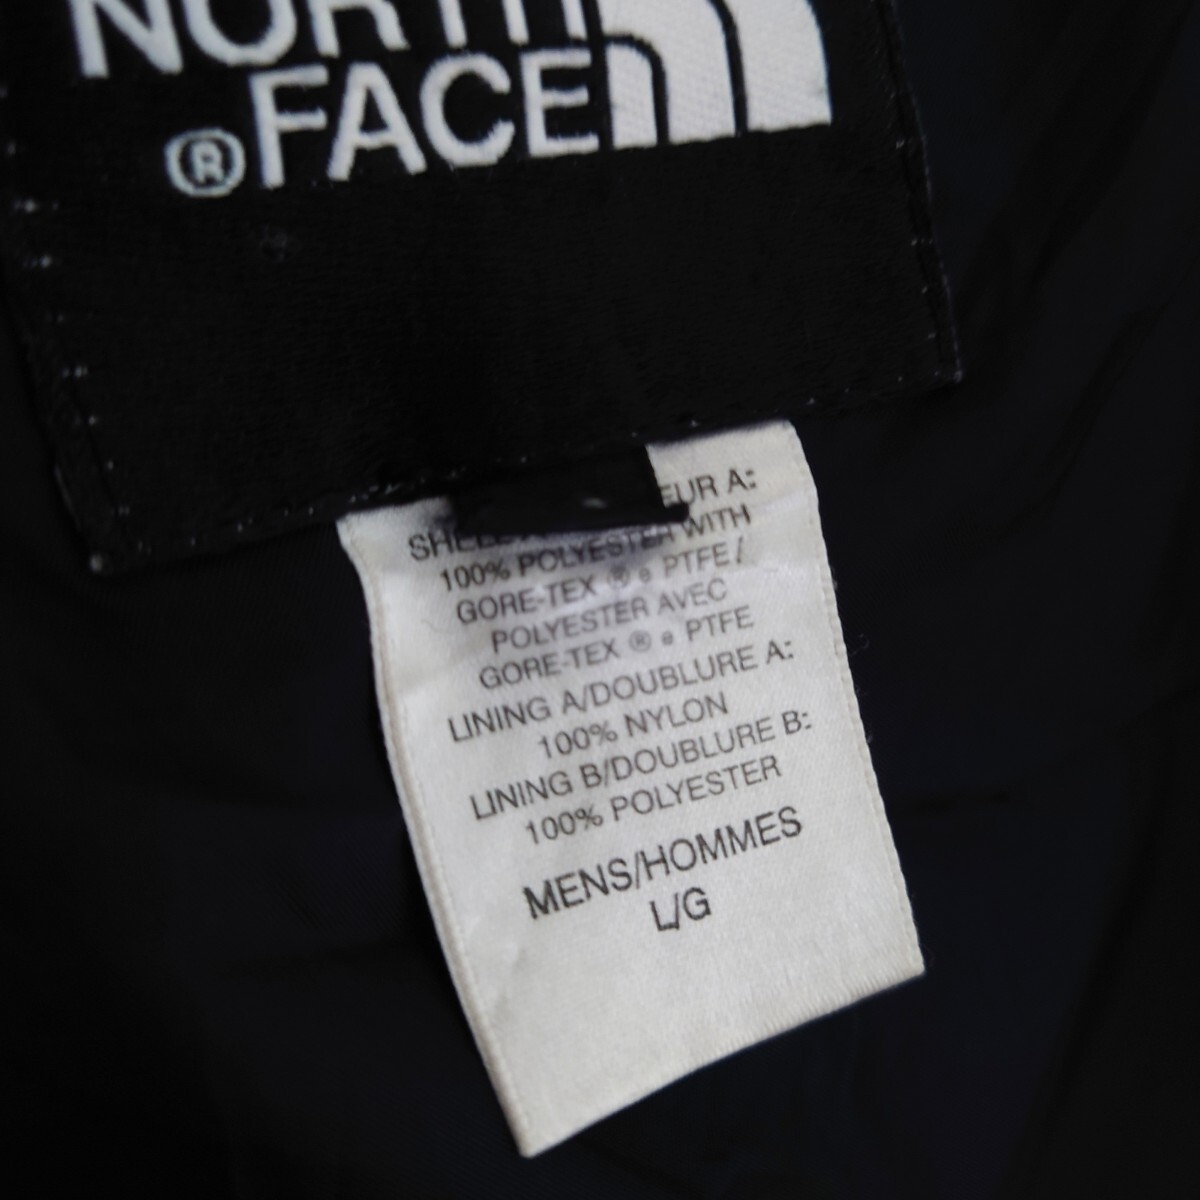 NORTH
FACE
®
EUR A:
100% POLYESTER WITH
GORE-TEX ® e PTFE/
POLYESTER AVEC
GORE-TEX ® e PTFE
LINING A/DOUBLURE A:
100% NYLON
LINING B/DOUBLURE B:
100% POLYESTER
MENS/HOMMES
L/G